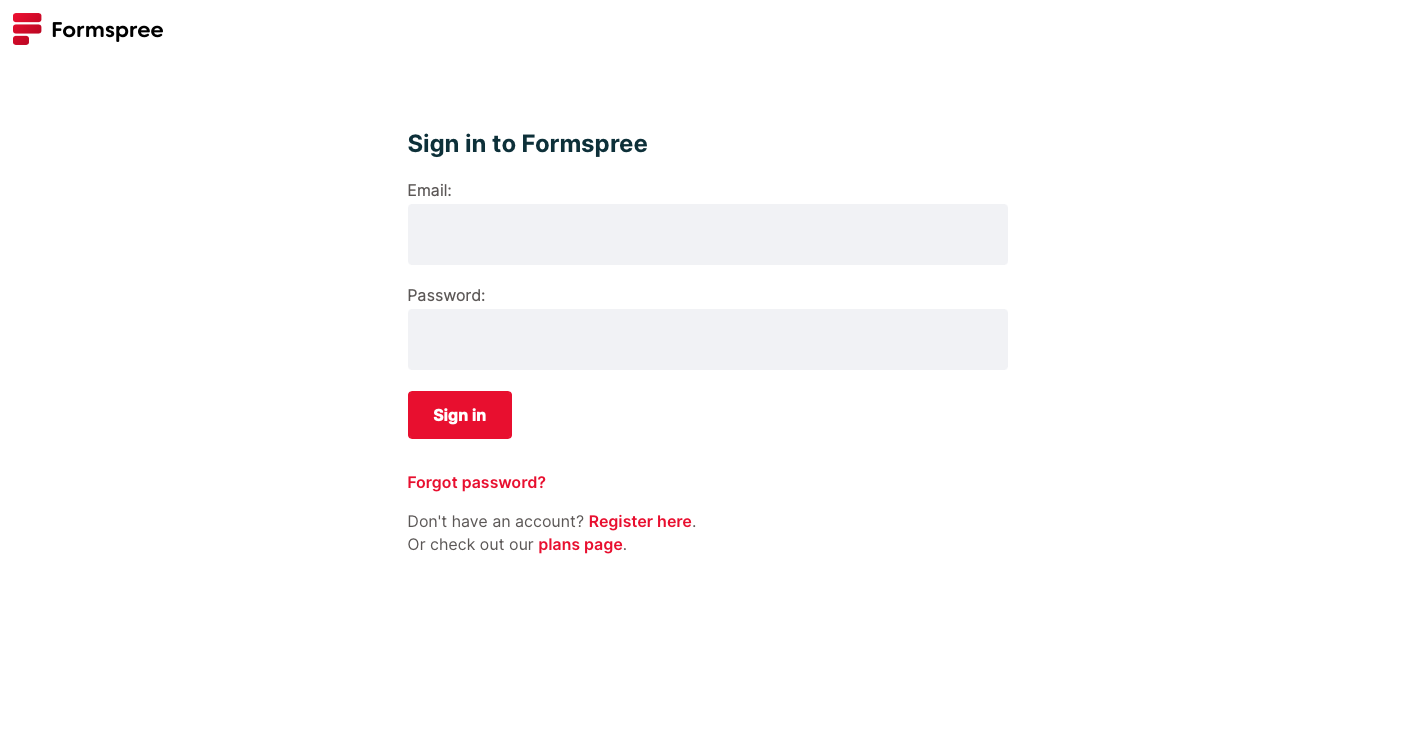 Formspree
Sign in to Formspree
Email:
Password:
Sign in
Forgot password?
Don't have an account? Register here.
Or check out our plans page.